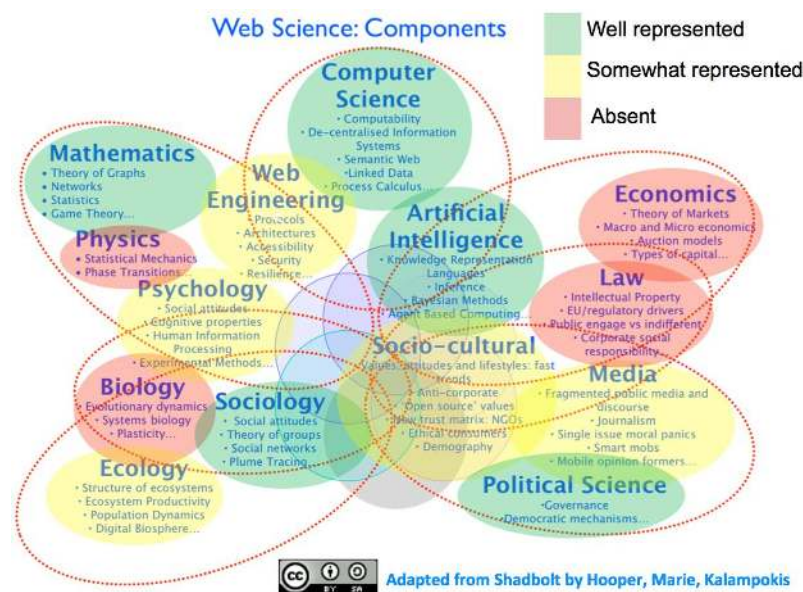 Web Science: Components
Well represented
Somewhat represented
Absent
Computer
Science
• Computability
• De-centralised Information
Systems
• Semantic Web
• Linked Data
• Process Calculus...
Mathematics
• Theory of Graphs
• Networks
• Statistics
• Game Theory...
Web
Engineering
• Protocols
• Architectures
• Accessibility
• Security
• Resilience...
Artificial
Intelligence
• Knowledge Representation
Languages
• Inference
• Bayesian Methods
• Agent Based Computing...
Economics
• Theory of Markets
• Macro and Micro economics
• Auction models
• Types of capital...
Physics
• Statistical Mechanics
• Phase Transitions...
Law
• Intellectual Property
• EU/regulatory drivers
Public engage vs indifferent
• Corporate social
responsibility
Psychology
• Social attitudes
• Cognitive properties
• Human Information
Processing
• Experimental Methods...
Socio-cultural
Values, attitudes and lifestyles: fast
trends
• Anti-corporate
'Open source' values
• New trust matrix: NGOs
• Ethical consumers
• Demography
Media
• Fragmented public media and
discourse
• Journalism
• Single issue moral panics
• Smart mobs
• Mobile opinion formers...
Biology
• Evolutionary dynamics
• Systems biology
• Plasticity...
Sociology
• Social attitudes
• Theory of groups
• Social networks
• Plume Tracing
Ecology
• Structure of ecosystems
• Ecosystem Productivity
• Population Dynamics
• Digital Biosphere...
Political Science
• Governance
• Democratic mechanisms...
cc
BY SA
Adapted from Shadbolt by Hooper, Marie, Kalampokis